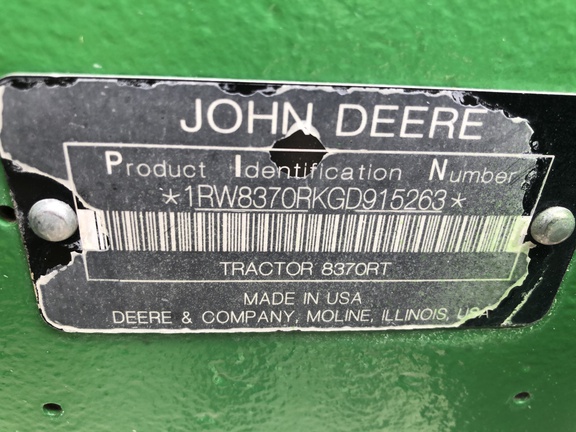 JOHN DEERE
Product Identification Number
*1RW8370RKGD915263*
TRACTOR 8370RT
MADE IN USA
DEERE & COMPANY, MOLINE, ILLINOIS, USA